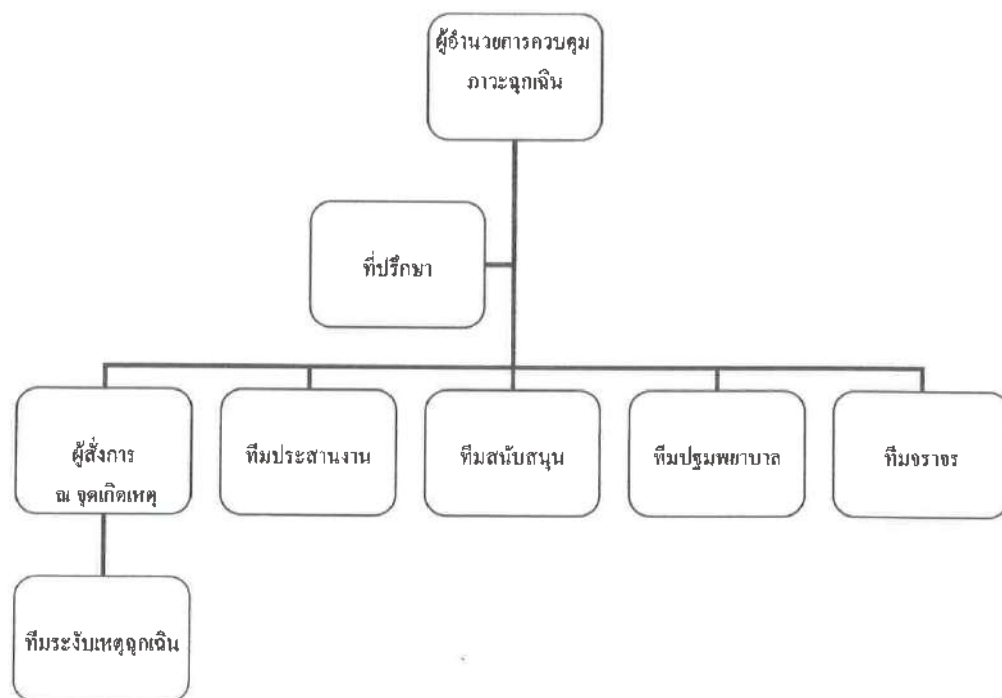 ผู้อำนวยการควบคุม
ภาวะฉุกเฉิน
ที่ปรึกษา
ผู้สั่งการ
ณ จุดเกิดเหตุ
ทีมประสานงาน
ทีมสนับสนุน
ทีมปฐมพยาบาล
ทีมจราจร
ทีมระงับเหตุฉุกเฉิน